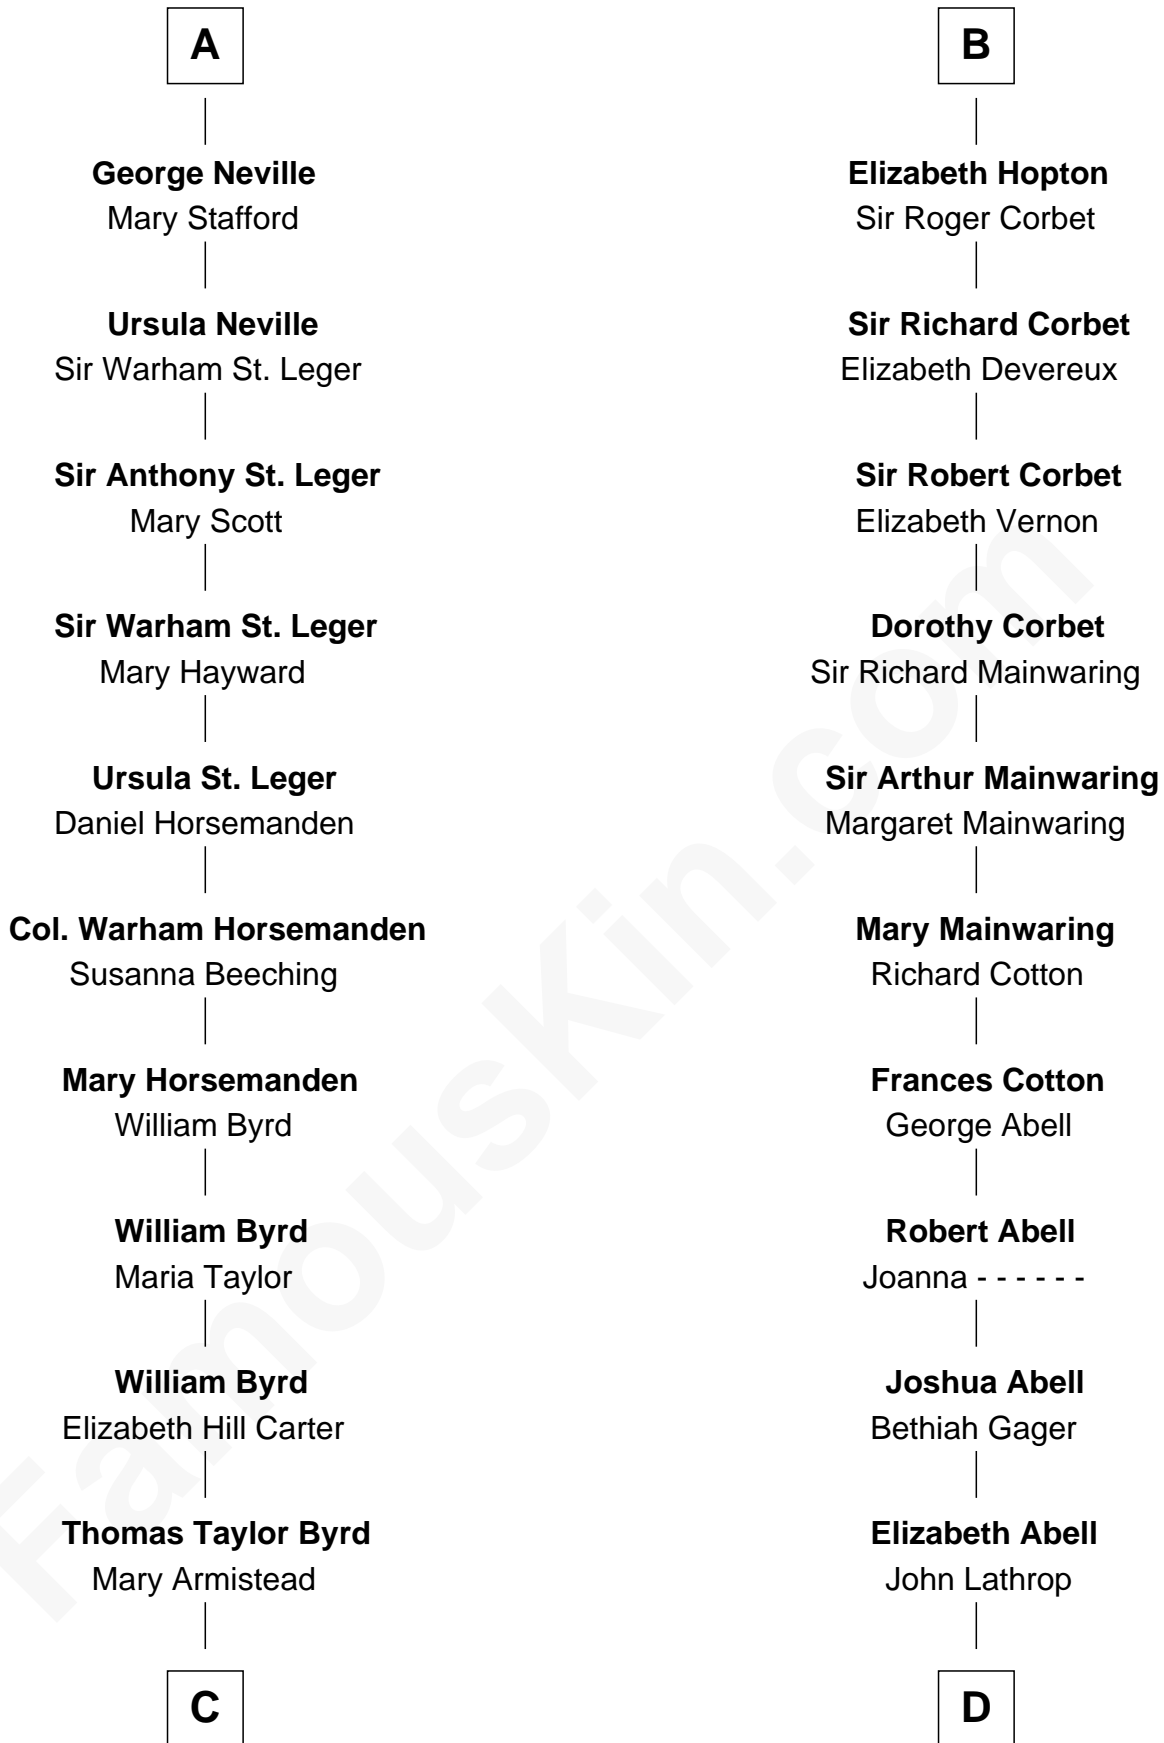 A
George Neville
Mary Stafford
Ursula Neville
Sir Warham St. Leger
Sir Anthony St. Leger
Mary Scott
Sir Warham St. Leger
Mary Hayward
Ursula St. Leger
Daniel Horsemanden
Col. Warham Horsemanden
Susanna Beeching
Mary Horsemanden
William Byrd
William Byrd
Maria Taylor
William Byrd
Elizabeth Hill Carter
Thomas Taylor Byrd
Mary Armistead
C
B
Elizabeth Hopton
Sir Roger Corbet
Sir Richard Corbet
Elizabeth Devereux
Sir Robert Corbet
Elizabeth Vernon
Dorothy Corbet
Sir Richard Mainwaring
Sir Arthur Mainwaring
Margaret Mainwaring
Mary Mainwaring
Richard Cotton
Frances Cotton
George Abell
Robert Abell
Joanna - - - - - -
Joshua Abell
Bethiah Gager
Elizabeth Abell
John Lathrop
D
FamousKin.com